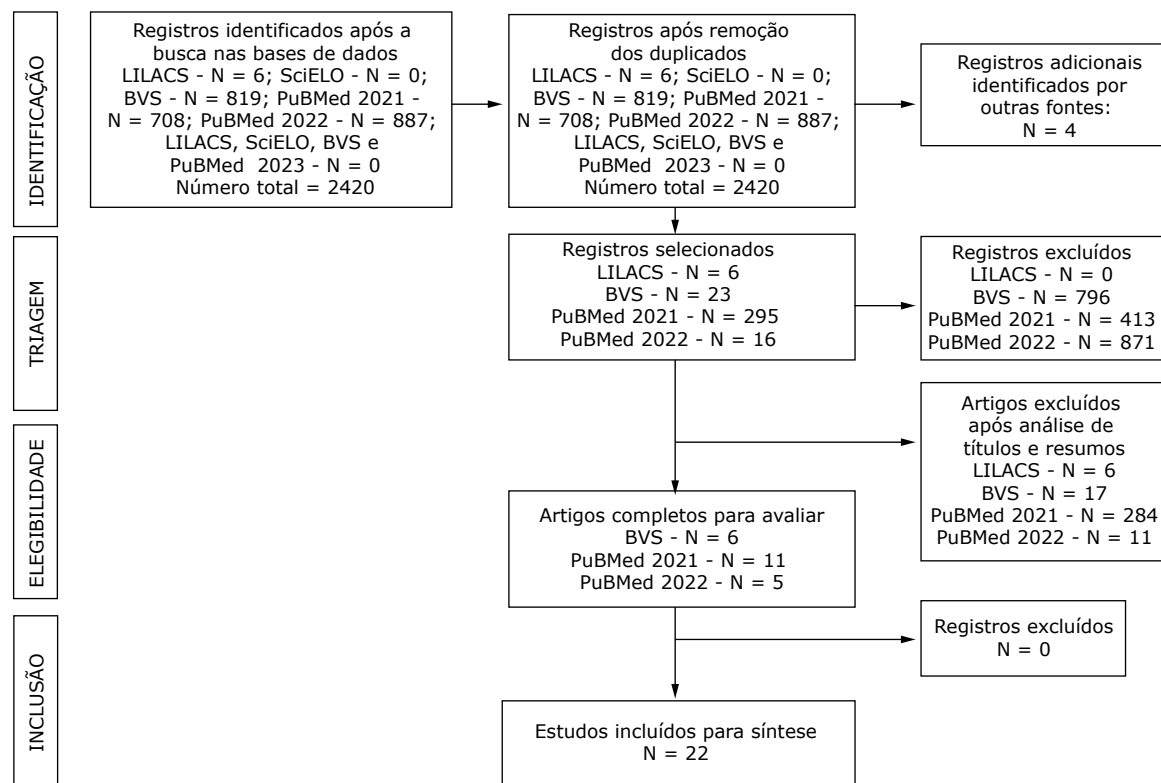 IDENTIFICAÇÃO
Registros identificados após a
busca nas bases de dados
LILACS - N = 6; SciELO - N = 0;
BVS - N = 819; PuBMed 2021 -
N = 708; PuBMed 2022 - N = 887;
LILACS, SciELO, BVS e
PuBMed 2023 - N = 0
Número total = 2420
Registros após remoção
dos duplicados
LILACS - N = 6; SciELO - N = 0;
BVS - N = 819; PuBMed 2021 -
N = 708; PuBMed 2022 - N = 887;
LILACS, SciELO, BVS e
PuBMed 2023 - N = 0
Número total = 2420
Registros adicionais
identificados por
outras fontes:
N = 4
TRIAGEM
Registros selecionados
LILACS - N = 6
BVS - N = 23
PuBMed 2021 - N = 295
PuBMed 2022 - N = 16
Registros excluídos
LILACS - N = 0
BVS - N = 796
PuBMed 2021 - N = 413
PuBMed 2022 - N = 871
ELEGIBILIDADE
Artigos excluídos
após análise de
títulos e resumos
LILACS - N = 6
BVS - N = 17
PuBMed 2021 - N = 284
PuBMed 2022 - N = 11
Artigos completos para avaliar
BVS - N = 6
PuBMed 2021 - N = 11
PuBMed 2022 - N = 5
INCLUSÃO
Registros excluídos
N = 0
Estudos incluídos para síntese
N = 22